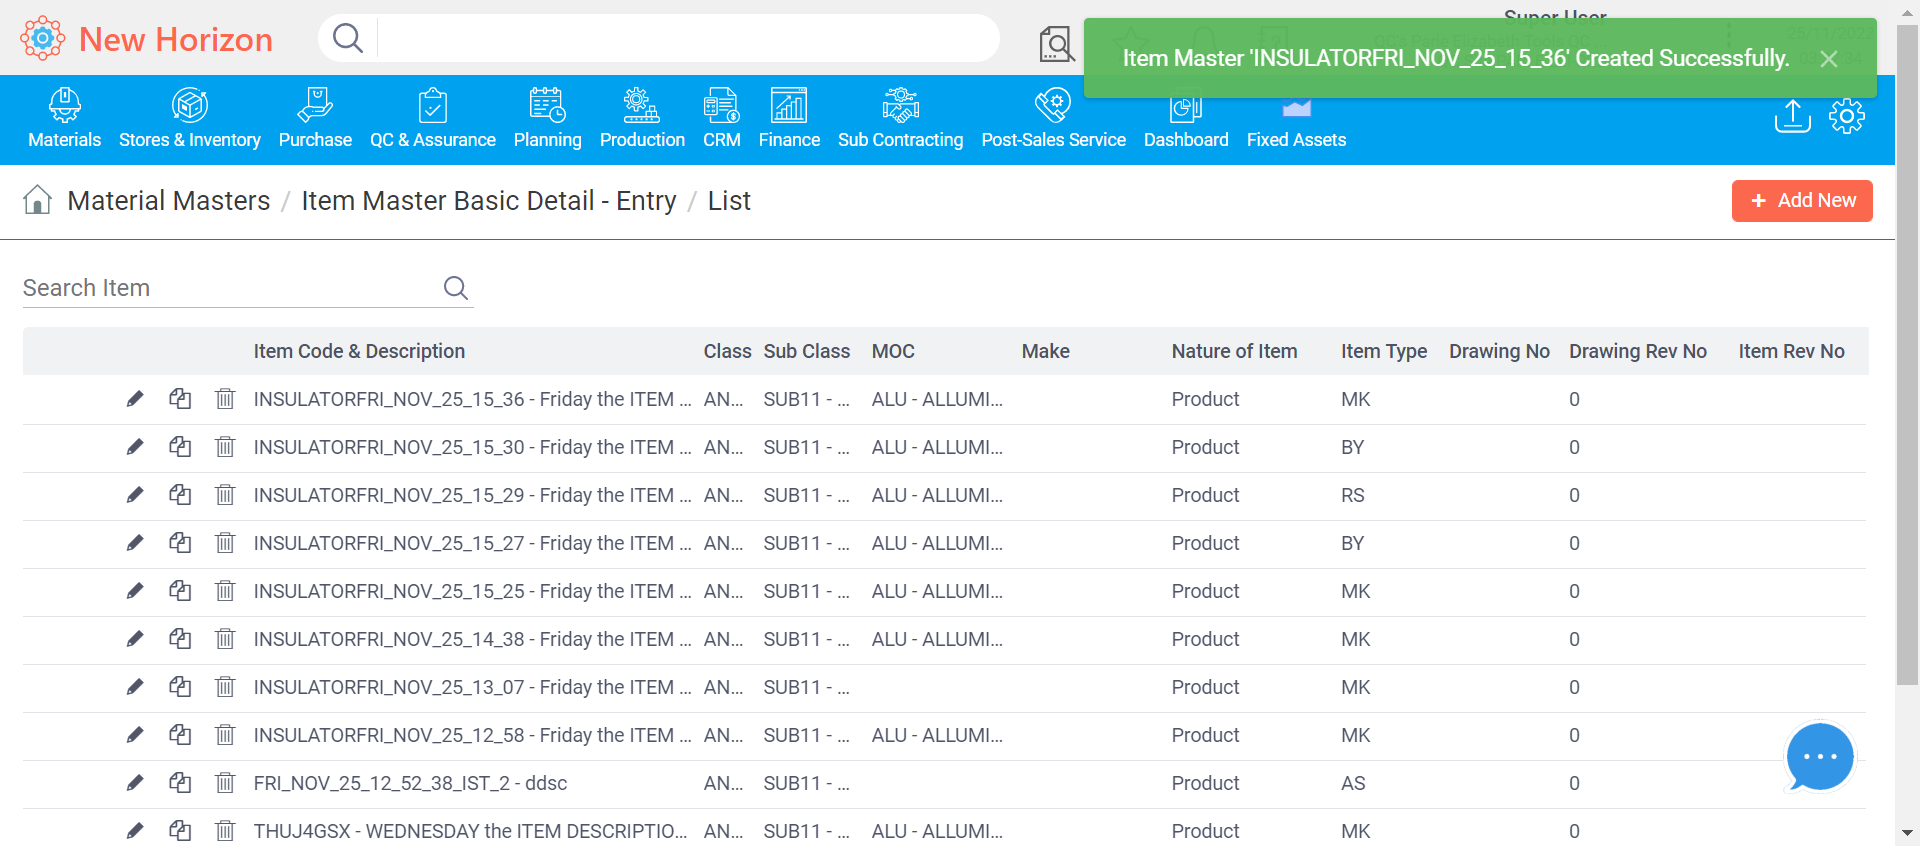 New Horizon
Super User
Item Master 'INSULATORFRI_NOV_25_15_36' Created Successfully.
Materials Stores & Inventory Purchase QC & Assurance Planning Production CRM Finance Sub Contracting Post-Sales Service Dashboard Fixed Assets
Material Masters / Item Master Basic Detail - Entry / List
+ Add New
Search Item
Item Code & Description Class Sub Class MOC Make Nature of Item Item Type Drawing No Drawing Rev No Item Rev No
INSULATORFRI_NOV_25_15_36 - Friday the ITEM ... AN... SUB11 - ... ALU - ALLUMI... Product MK 0
INSULATORFRI_NOV_25_15_30 - Friday the ITEM ... AN... SUB11 - ... ALU - ALLUMI... Product BY 0
INSULATORFRI_NOV_25_15_29 - Friday the ITEM ... AN... SUB11 - ... ALU - ALLUMI... Product RS 0
INSULATORFRI_NOV_25_15_27 - Friday the ITEM ... AN... SUB11 - ... ALU - ALLUMI... Product BY 0
INSULATORFRI_NOV_25_15_25 - Friday the ITEM ... AN... SUB11 - ... ALU - ALLUMI... Product MK 0
INSULATORFRI_NOV_25_14_38 - Friday the ITEM ... AN... SUB11 - ... ALU - ALLUMI... Product MK 0
INSULATORFRI_NOV_25_13_07 - Friday the ITEM ... AN... SUB11 - ... Product MK 0
INSULATORFRI_NOV_25_12_58 - Friday the ITEM ... AN... SUB11 - ... ALU - ALLUMI... Product MK 0
FRI_NOV_25_12_52_38_IST_2 - ddsc AN... SUB11 - ... Product AS 0
THUJ4GSX - WEDNESDAY the ITEM DESCRIPTIO... AN... SUB11 - ... ALU - ALLUMI... Product MK 0